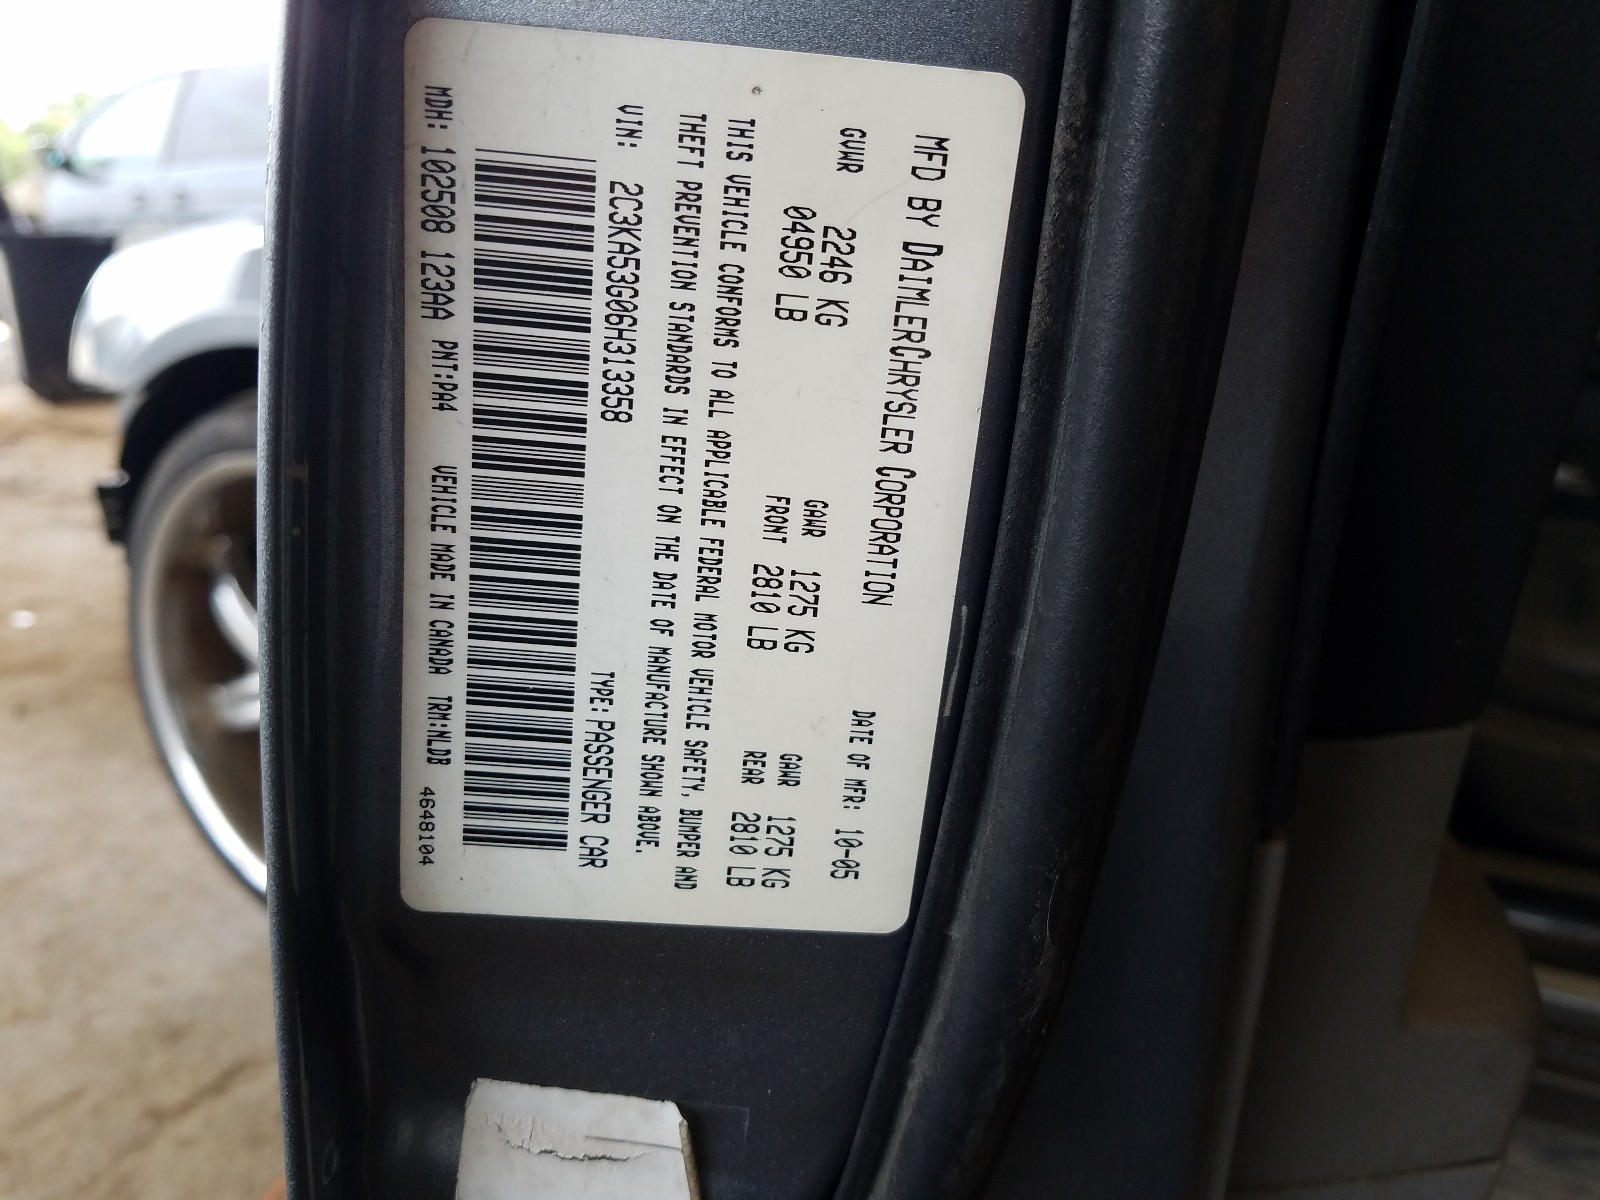 MFD BY DAIMLERCHRYSLER CORPORATION
DATE OF MFR: 10-05
GVWR 2246 KG
04950 LB
GAWR 1275 KG
FRONT 2810 LB
GAWR 1275 KG
REAR 2810 LB
THIS VEHICLE CONFORMS TO ALL APPLICABLE FEDERAL MOTOR VEHICLE SAFETY, BUMPER AND
THEFT PREVENTION STANDARDS IN EFFECT ON THE DATE OF MANUFACTURE SHOWN ABOVE.
VIN: 2C3KA53G06H313358
TYPE: PASSENGER CAR
MDH: 102508 123AA PNT:PA4 VEHICLE MADE IN CANADA TRM:NLDB 4648104